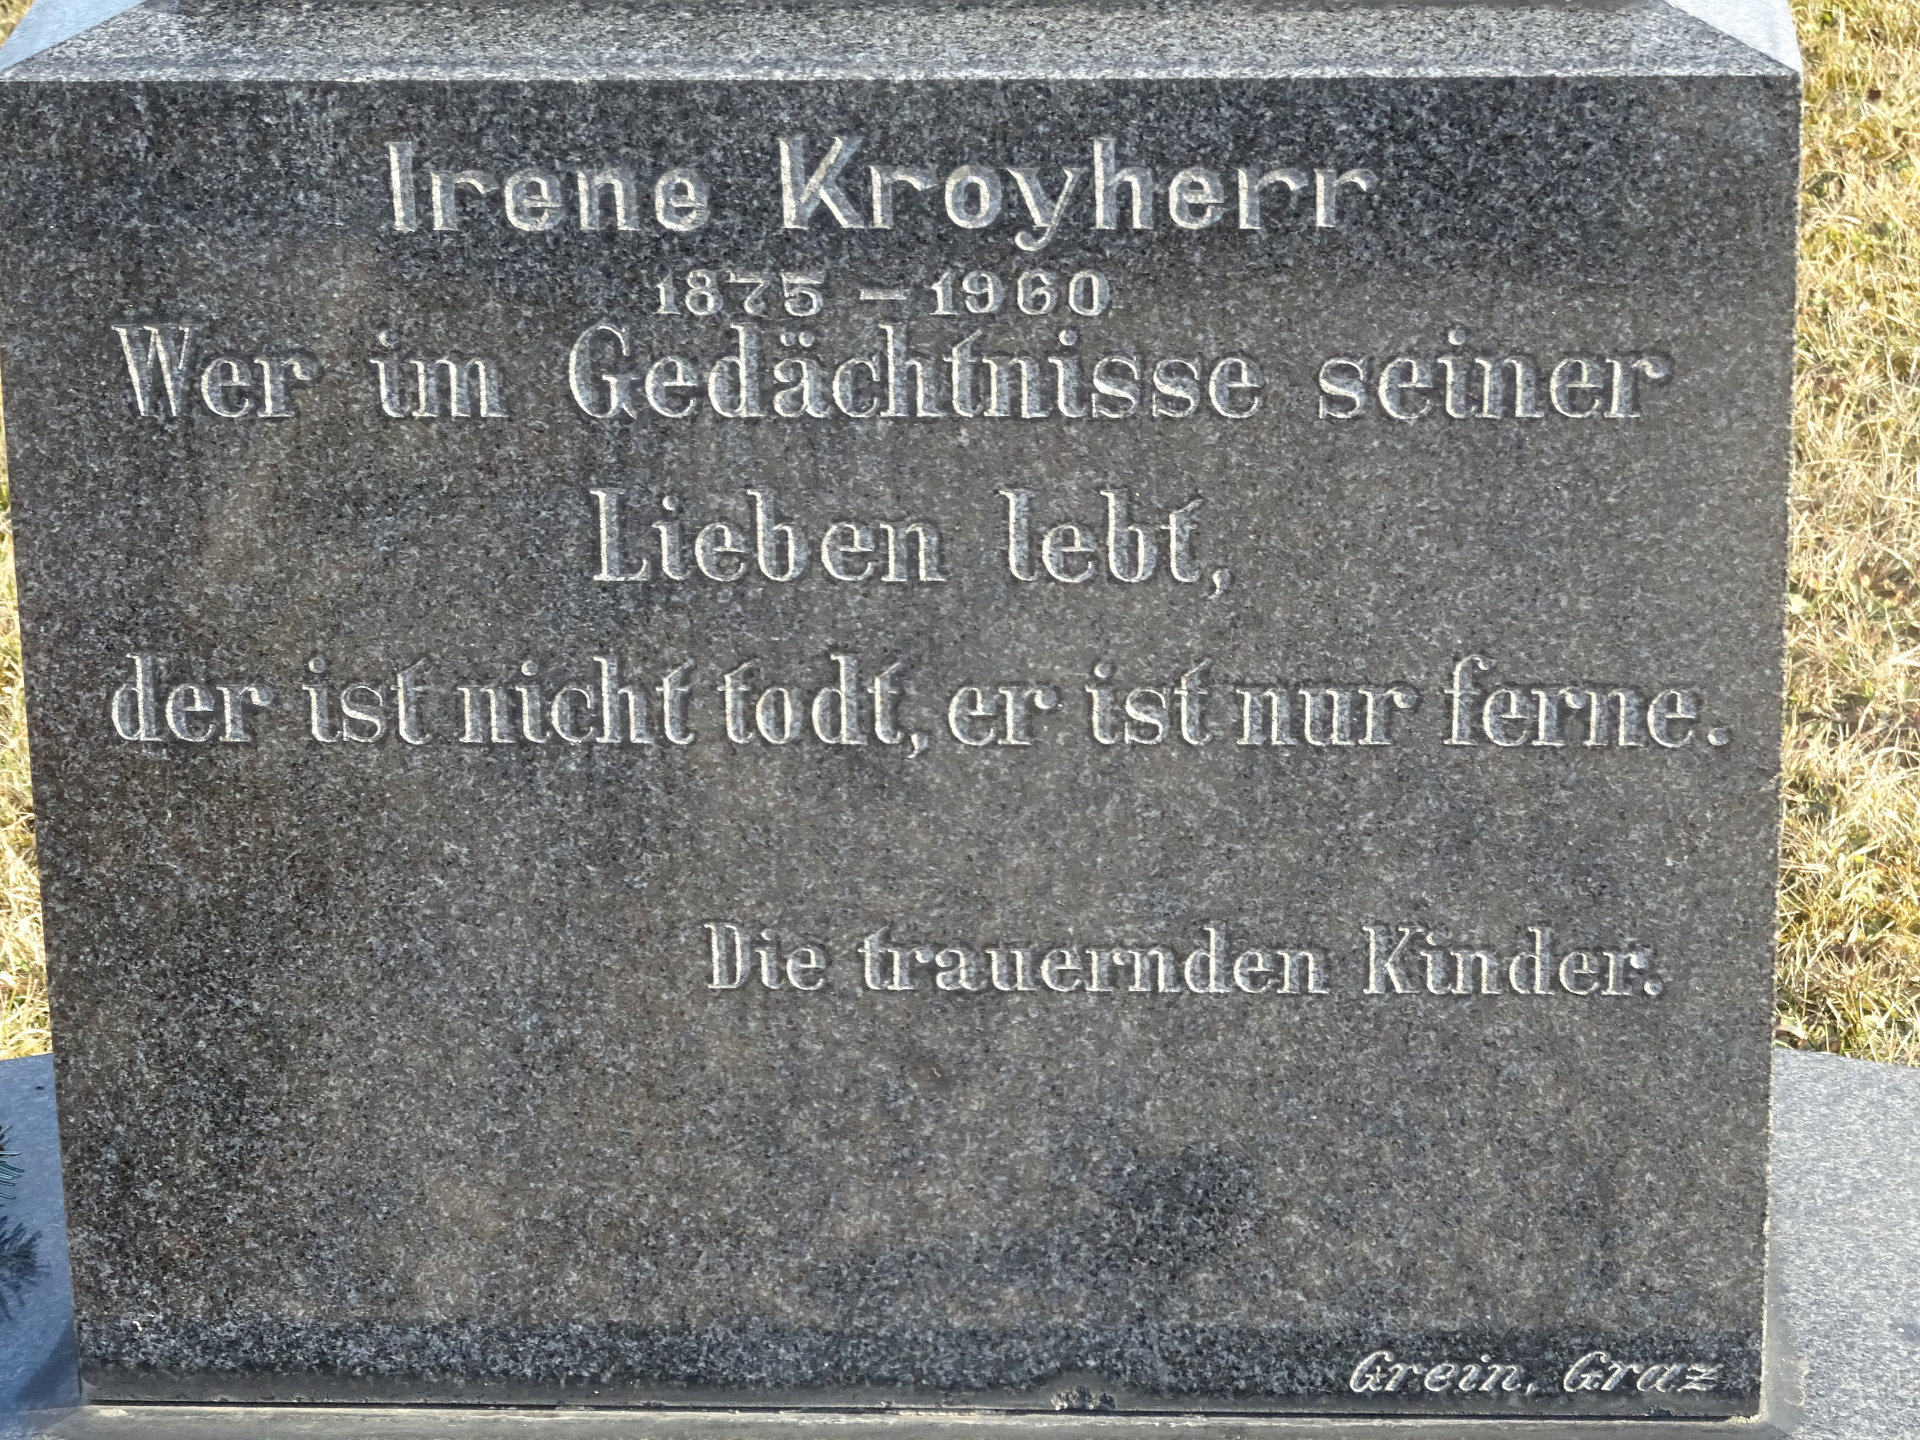 Irene Kroyherr
1875 – 1960
Wer im Gedächtnisse seiner
Lieben lebt,
der ist nicht todt, er ist nur ferne.
Die trauernden Kinder.
Grein, Graz